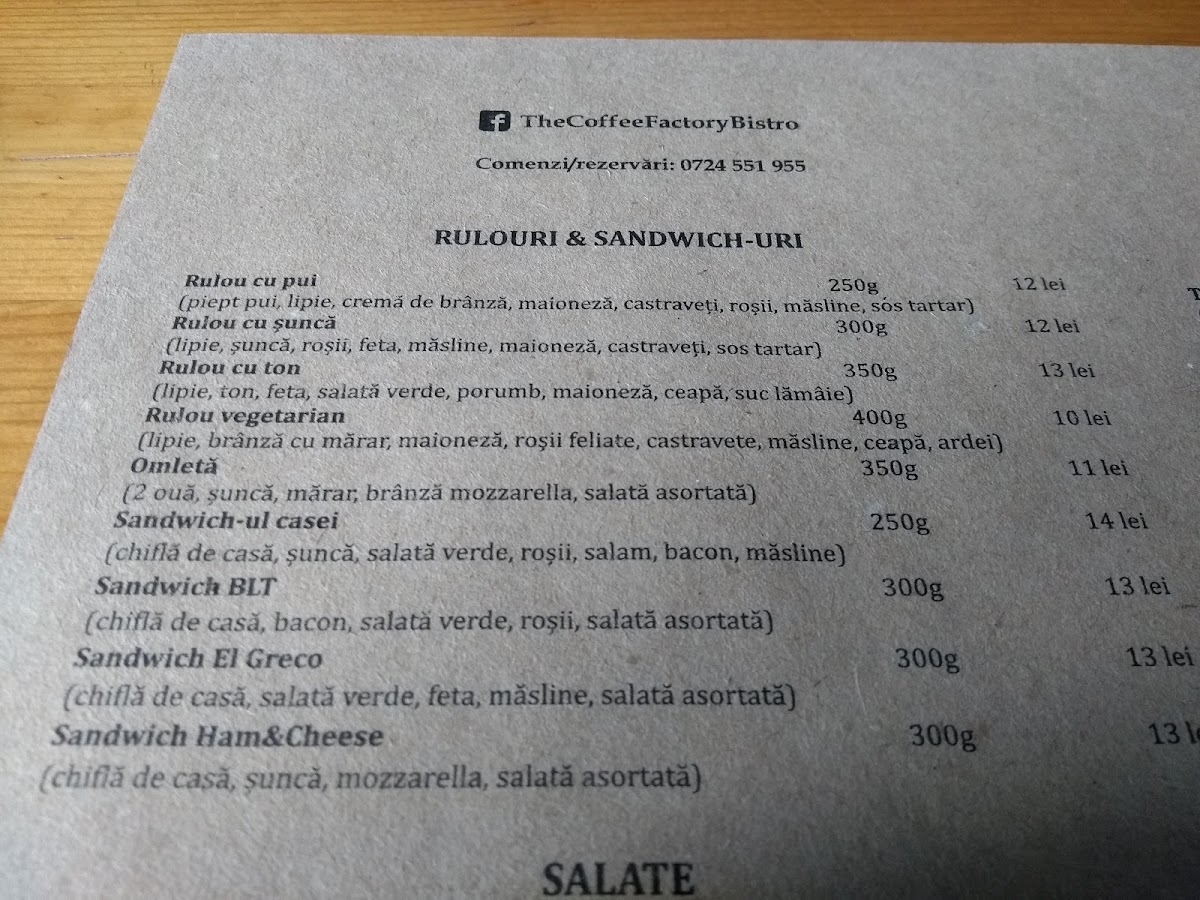 TheCoffeeFactoryBistro
Comenzi/rezervări: 0724 551 955
RULOURI & SANDWICH-URI
Rulou cu pui 250g 12 lei
(piept pui, lipie, cremă de brânză, maioneză, castraveți, roșii, măsline, sos tartar)
Rulou cu șuncă 300g 12 lei
(lipie, șuncă, roșii, feta, măsline, maioneză, castraveți, sos tartar)
Rulou cu ton 350g 13 lei
(lipie, ton, feta, salată verde, porumb, maioneză, ceapă, suc lămâie)
Rulou vegetarian 400g 10 lei
(lipie, brânză cu mărar, maioneză, roșii feliate, castravete, măsline, ceapă, ardei)
Omletă 350g 11 lei
(2 ouă, șuncă, mărar, brânză mozzarella, salată asortată)
Sandwich-ul casei 250g 14 lei
(chiflă de casă, șuncă, salată verde, roșii, salam, bacon, măsline)
Sandwich BLT 300g 13 lei
(chiflă de casă, bacon, salată verde, roșii, salată asortată)
Sandwich El Greco 300g 13 lei
(chiflă de casă, salată verde, feta, măsline, salată asortată)
Sandwich Ham&Cheese 300g 13
(chiflă de casă, șuncă, mozzarella, salată asortată)
SALATE